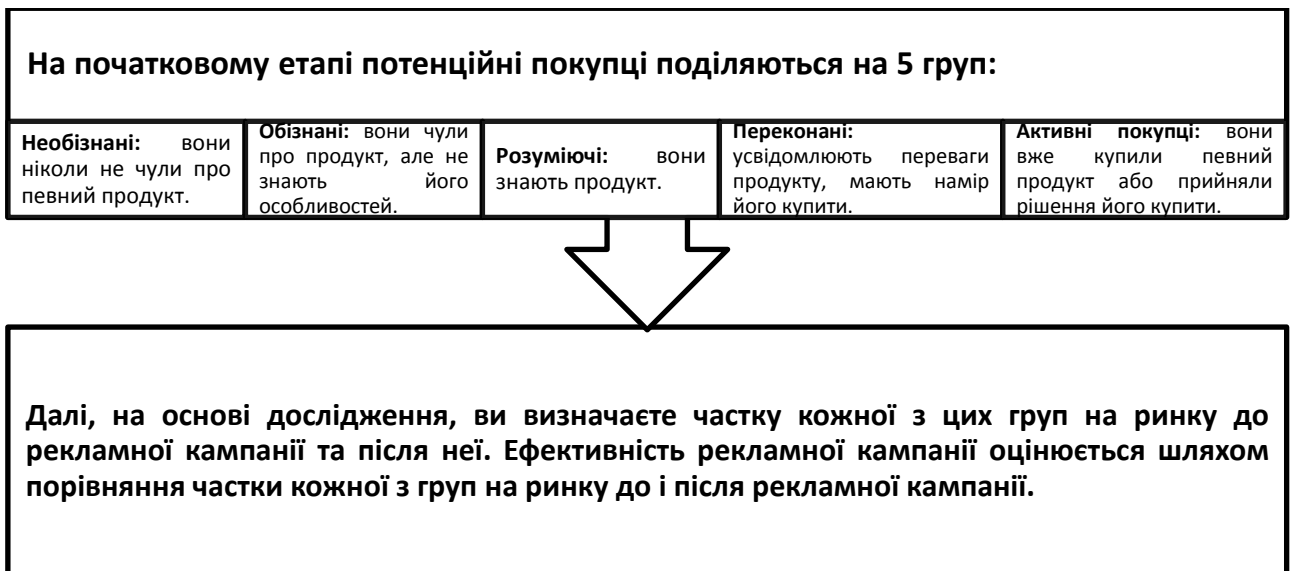 На початковому етапі потенційні покупці поділяються на 5 груп:
Необізнані: вони
ніколи не чули про
певний продукт.
Обізнані: вони чули
про продукт, але не
знають його
особливостей.
Розуміючі: вони
знають продукт.
Переконані:
усвідомлюють переваги
продукту, мають намір
його купити.
Активні покупці: вони
вже купили певний
продукт або прийняли
рішення його купити.
Далі, на основі дослідження, ви визначаєте частку кожної з цих груп на ринку до
рекламної кампанії та після неї. Ефективність рекламної кампанії оцінюється шляхом
порівняння частки кожної з груп на ринку до і після рекламної кампанії.